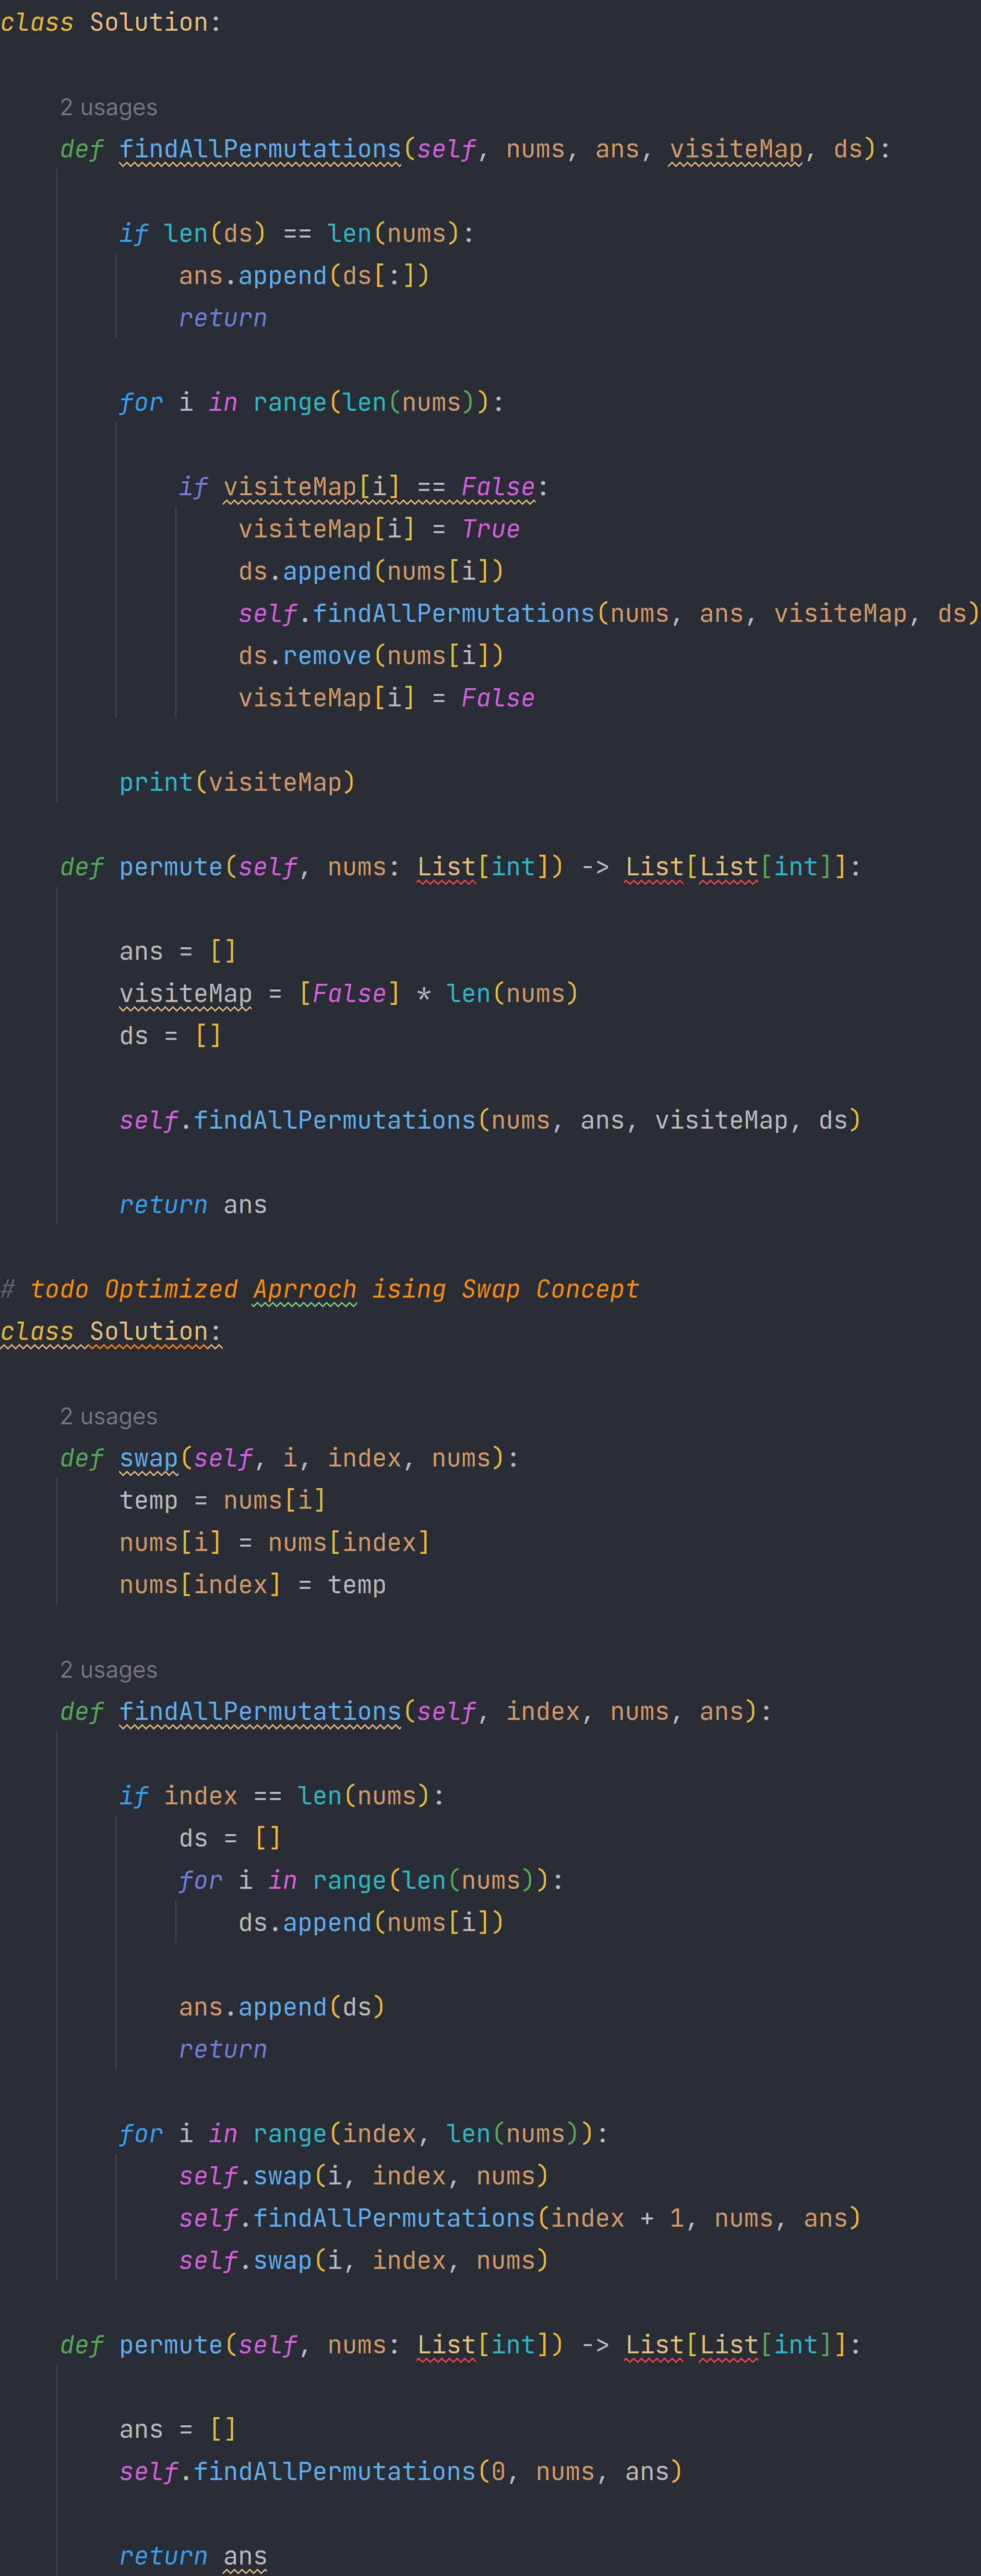 class Solution:
2 usages
def findAllPermutations(self, nums, ans, visiteMap, ds):
if len(ds) == len(nums):
ans.append(ds[:])
return
for i in range(len(nums)):
if visiteMap[i] == False:
visiteMap[i] = True
ds.append(nums[i])
self.findAllPermutations(nums, ans, visiteMap, ds)
ds.remove(nums[i])
visiteMap[i] = False
print(visiteMap)
def permute(self, nums: List[int]) -> List[List[int]]:
ans = []
visiteMap = [False] * len(nums)
ds = []
self.findAllPermutations(nums, ans, visiteMap, ds)
return ans
# todo Optimized Aprroch ising Swap Concept
class Solution:
2 usages
def swap(self, i, index, nums):
temp = nums[i]
nums[i] = nums[index]
nums[index] = temp
2 usages
def findAllPermutations(self, index, nums, ans):
if index == len(nums):
ds = []
for i in range(len(nums)):
ds.append(nums[i])
ans.append(ds)
return
for i in range(index, len(nums)):
self.swap(i, index, nums)
self.findAllPermutations(index + 1, nums, ans)
self.swap(i, index, nums)
def permute(self, nums: List[int]) -> List[List[int]]:
ans = []
self.findAllPermutations(0, nums, ans)
return ans